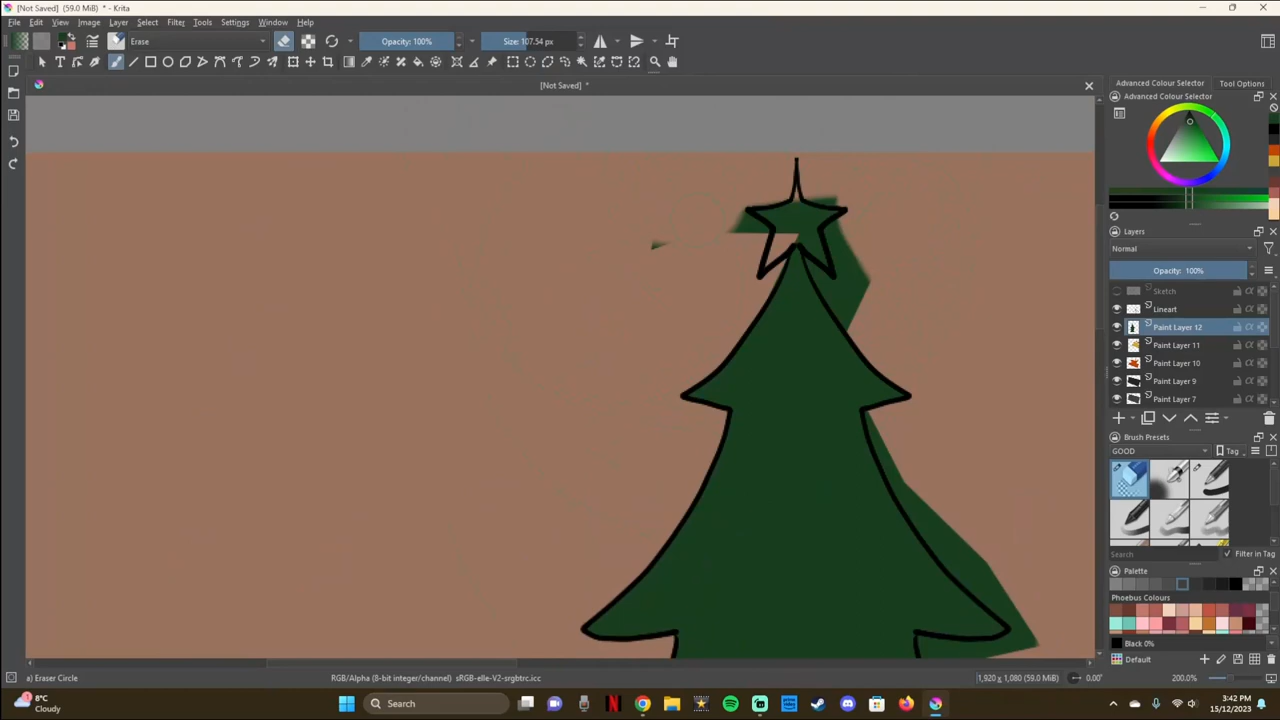 [Not Saved] (59.0 MiB) * - Krita
File Edit View Image Layer Select Filter Tools Settings Window Help
Erase
Opacity: 100%
Size: 107.54 px
[Not Saved] *
Advanced Colour Selector
Tool Options
Advanced Colour Selector
Layers
Normal
Opacity: 100%
Sketch
Lineart
Paint Layer 12
Paint Layer 11
Paint Layer 10
Paint Layer 9
Paint Layer 7
Brush Presets
GOOD
Tag
Search
Filter in Tag
Palette
Phoebus Colours
Black 0%
Default
a) Eraser Circle
RGB/Alpha (8-bit integer/channel) sRGB-elle-V2-srgbtrc.icc
1,920 x 1,080 (59.0 MiB)
0.00°
200.0%
8°C
Cloudy
Search
3:42 PM
15/12/2023